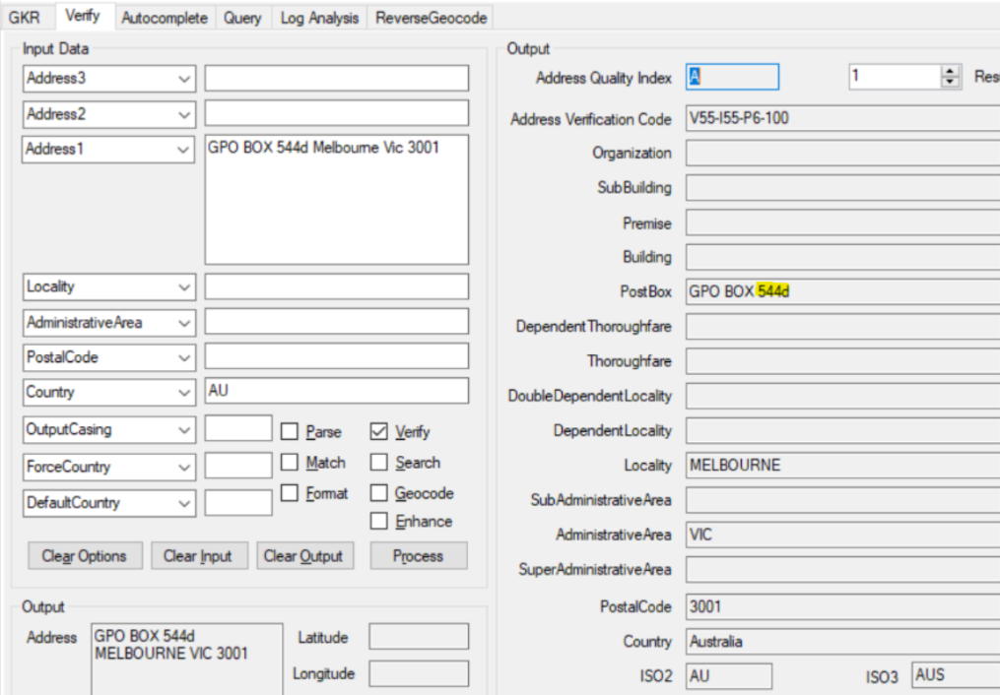 GKR Verify Autocomplete Query Log Analysis ReverseGeocode
Input Data
Address3
Address2
Address1 GPO BOX 544d Melbourne Vic 3001
Locality
AdministrativeArea
PostalCode
Country AU
OutputCasing Parse Verify
ForceCountry Match Search
DefaultCountry Format Geocode
Enhance
Clear Options Clear Input Clear Output Process
Output
Address GPO BOX 544d
MELBOURNE VIC 3001
Latitude
Longitude
Output
Address Quality Index A 1
Address Verification Code V55-I55-P6-100
Organization
SubBuilding
Premise
Building
PostBox GPO BOX 544d
DependentThoroughfare
Thoroughfare
DoubleDependentLocality
DependentLocality
Locality MELBOURNE
SubAdministrativeArea
AdministrativeArea VIC
SuperAdministrativeArea
PostalCode 3001
Country Australia
ISO2 AU ISO3 AUS